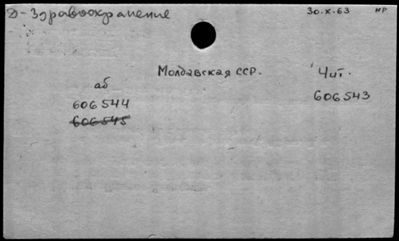 Д-Здравоохранение 30.X.63 НР
Молдавская ССР. Чит.
аб 606543
606544
606545